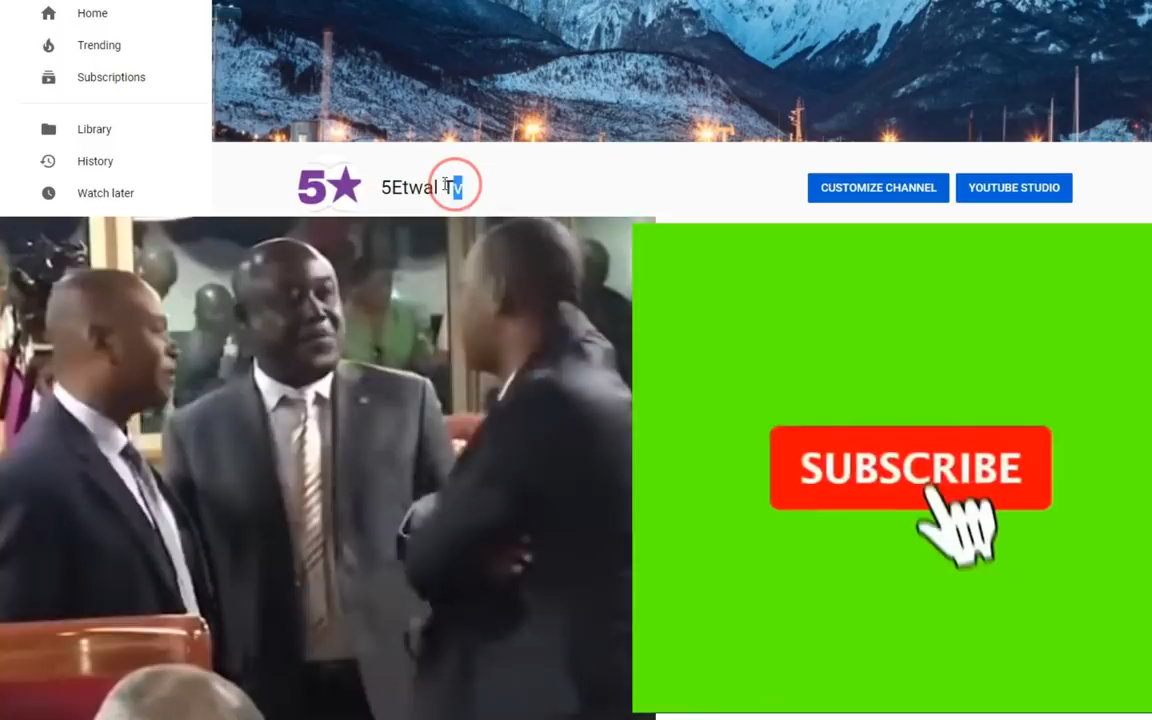 Home
Trending
Subscriptions
Library
History
Watch later
5
5Etwal Tv
CUSTOMIZE CHANNEL
YOUTUBE STUDIO
SUBSCRIBE